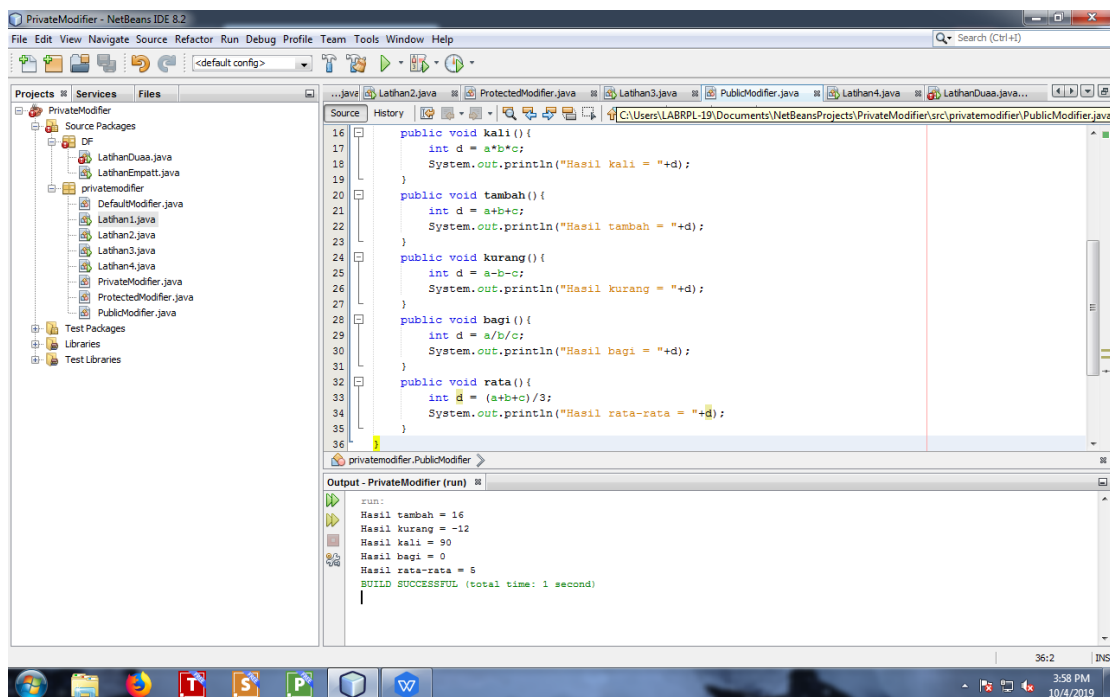 PrivateModifier - NetBeans IDE 8.2
File Edit View Navigate Source Refactor Run Debug Profile Team Tools Window Help
Search (Ctrl+I)
<default config>
Projects Services Files
PrivateModifier
Source Packages
DF
LatihanDuaa.java
LatihanEmpatt.java
privatemodifier
DefaultModifier.java
Latihan1.java
Latihan2.java
Latihan3.java
Latihan4.java
PrivateModifier.java
ProtectedModifier.java
PublicModifier.java
Test Packages
Libraries
Test Libraries
...java Latihan2.java ProtectedModifier.java Latihan3.java PublicModifier.java Latihan4.java LatihanDuaa.java...
Source History
C:\Users\LABRPL-19\Documents\NetBeansProjects\PrivateModifier\src\privatemodifier\PublicModifier.java
16 public void kali(){
17 int d = a*b*c;
18 System.out.println("Hasil kali = "+d);
19 }
20 public void tambah(){
21 int d = a+b+c;
22 System.out.println("Hasil tambah = "+d);
23 }
24 public void kurang(){
25 int d = a-b-c;
26 System.out.println("Hasil kurang = "+d);
27 }
28 public void bagi(){
29 int d = a/b/c;
30 System.out.println("Hasil bagi = "+d);
31 }
32 public void rata(){
33 int d = (a+b+c)/3;
34 System.out.println("Hasil rata-rata = "+d);
35 }
36 }
privatemodifier.PublicModifier
Output - PrivateModifier (run)
run:
Hasil tambah = 16
Hasil kurang = -12
Hasil kali = 90
Hasil bagi = 0
Hasil rata-rata = 5
BUILD SUCCESSFUL (total time: 1 second)
36:2 INS
T S P W
3:58 PM
10/4/2019